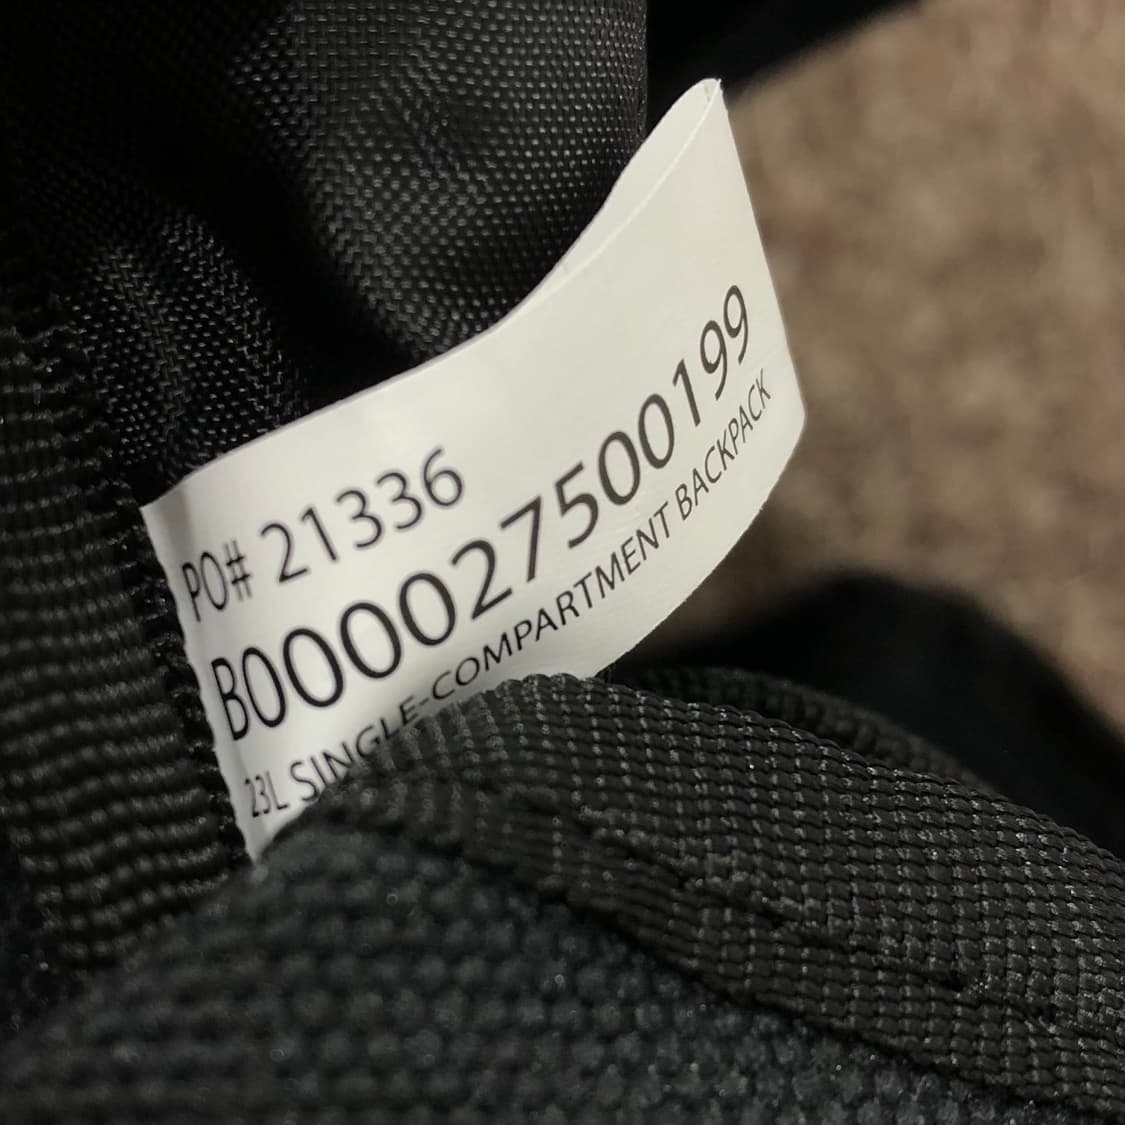 PO# 21336
B000027500199
23L SINGLE-COMPARTMENT BACKPACK